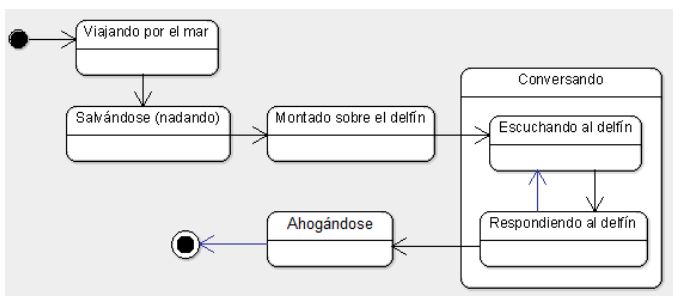 Viajando por el mar
Conversando
Salvándose (nadando)
Montado sobre el delfín
Escuchando al delfín
Ahogándose
Respondiendo al delfín